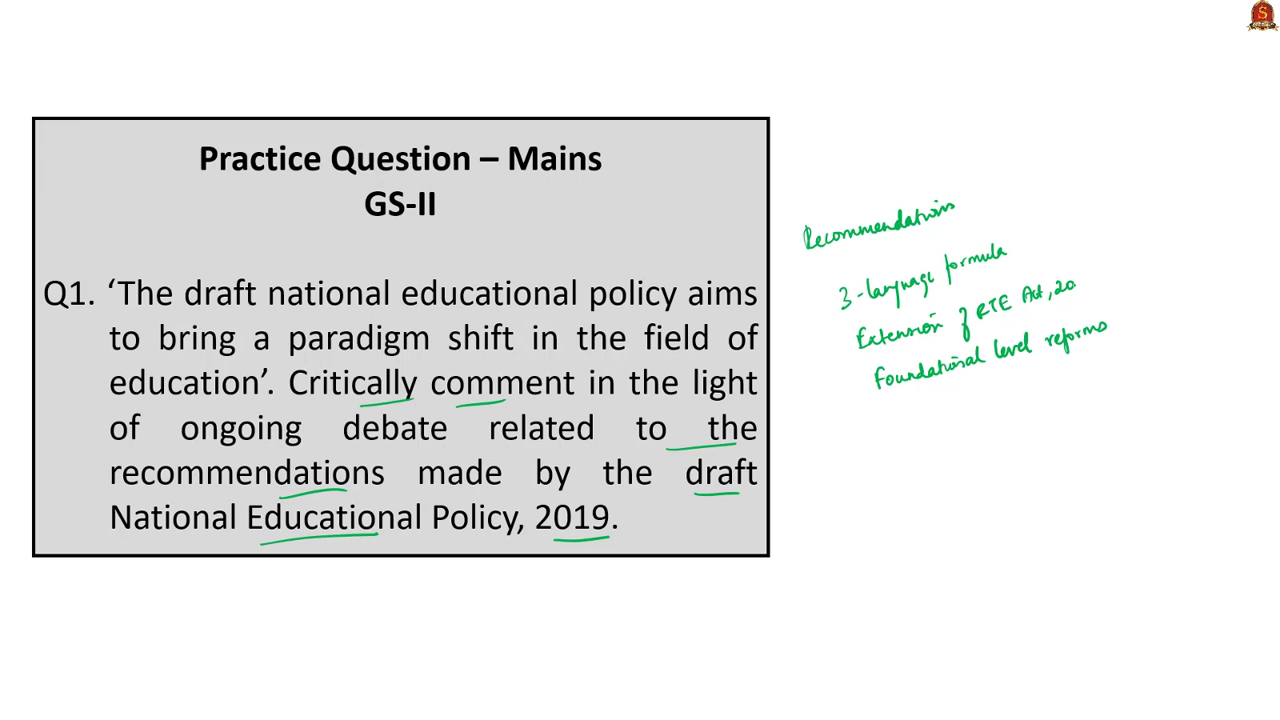 Practice Question – Mains
GS-II
Q1. ‘The draft national educational policy aims
to bring a paradigm shift in the field of
education’. Critically comment in the light
of ongoing debate related to the
recommendations made by the draft
National Educational Policy, 2019.
Recommendations
3-language formula
Extension of RTE Act, 20
Foundational level reforms